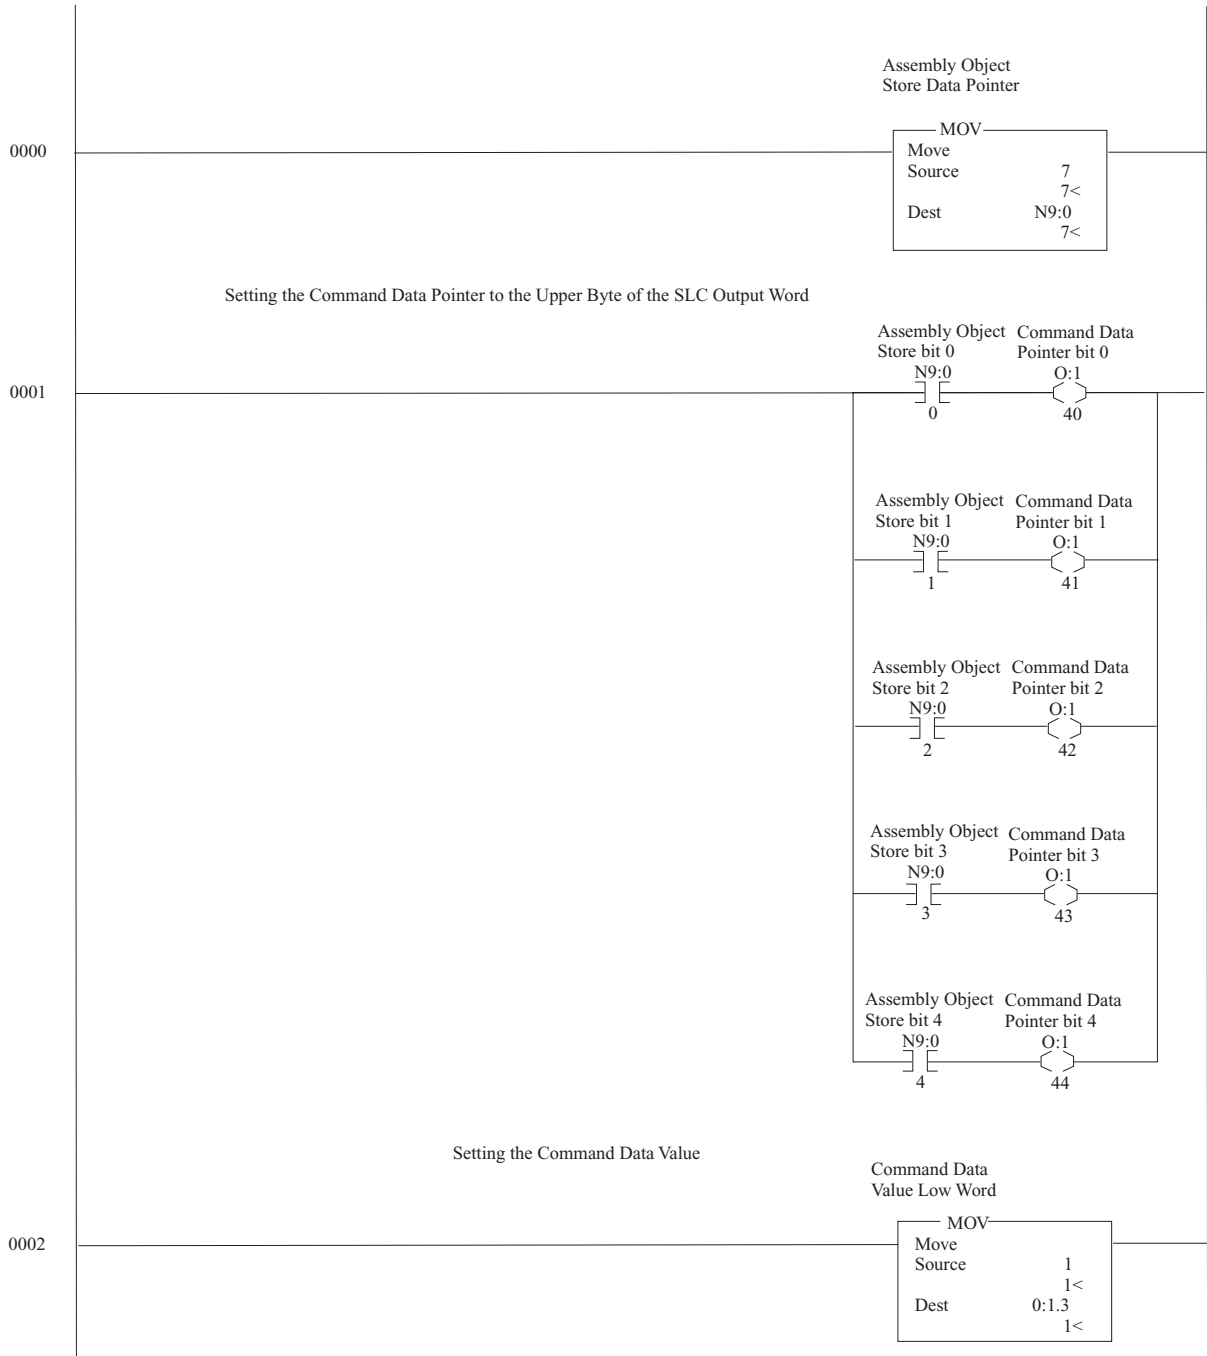 Assembly Object
Store Data Pointer
0000
MOV
Move
Source 7
7<
Dest N9:0
7<
Setting the Command Data Pointer to the Upper Byte of the SLC Output Word
Assembly Object Command Data
Store bit 0 Pointer bit 0
N9:0 O:1
0001
0 40
Assembly Object Command Data
Store bit 1 Pointer bit 1
N9:0 O:1
1 41
Assembly Object Command Data
Store bit 2 Pointer bit 2
N9:0 O:1
2 42
Assembly Object Command Data
Store bit 3 Pointer bit 3
N9:0 O:1
3 43
Assembly Object Command Data
Store bit 4 Pointer bit 4
N9:0 O:1
4 44
Setting the Command Data Value
Command Data
Value Low Word
0002
MOV
Move
Source 1
1<
Dest 0:1.3
1<